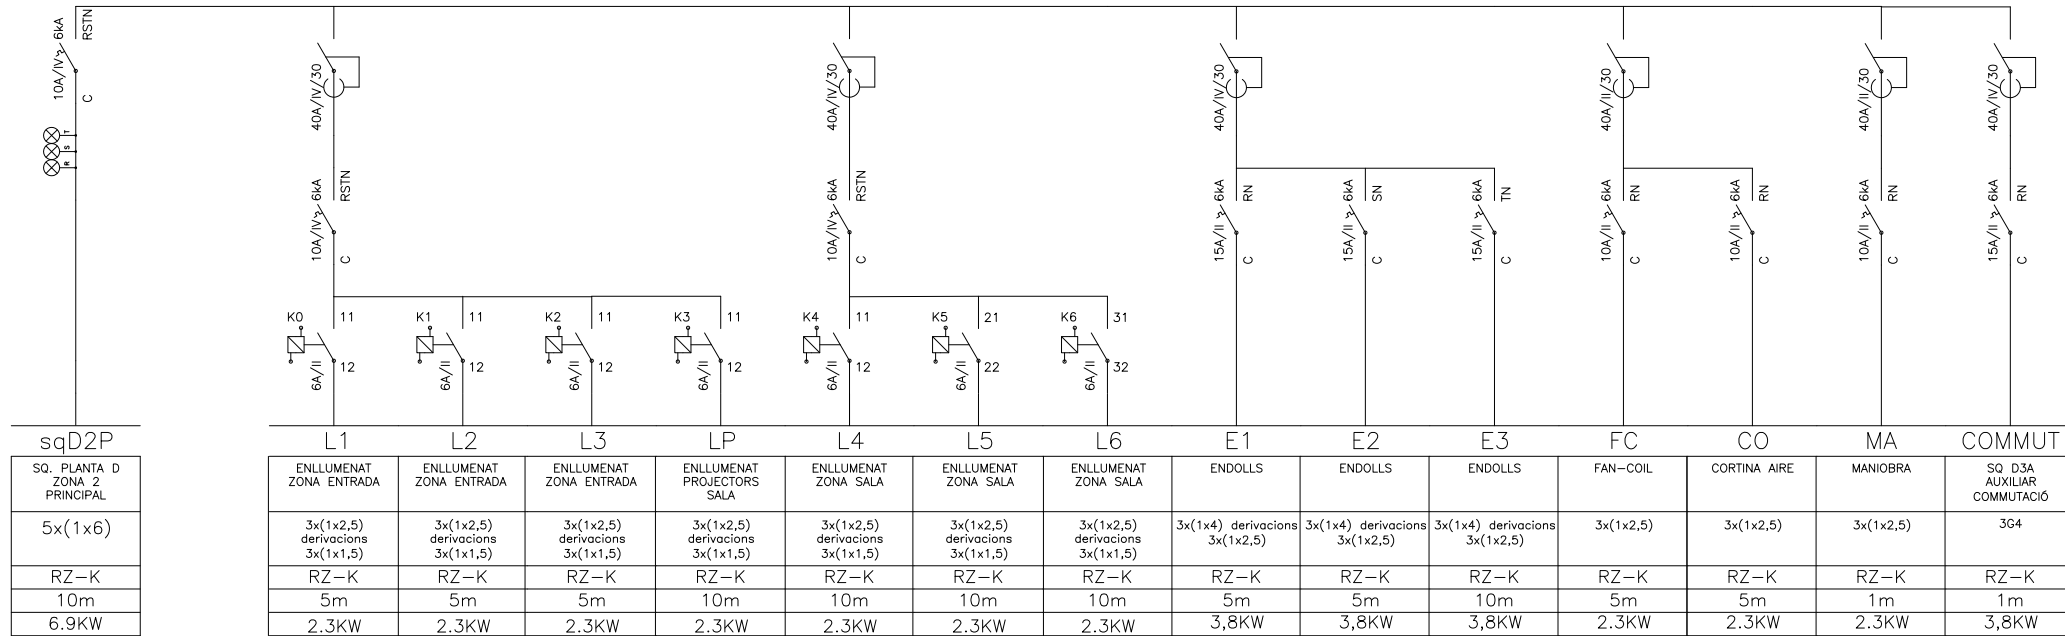 10A/IV 6kA
RSTN
C
T
S
R
40A/IV/30
40A/IV/30
40A/IV/30
40A/II/30
40A/II/30
40A/IV/30
10A/IV 6kA
RSTN
C
10A/IV 6kA
RSTN
C
15A/II 6kA
RN
C
15A/II 6kA
SN
C
15A/II 6kA
TN
C
10A/II 6kA
RN
C
10A/II 6kA
RN
C
10A/II 6kA
RN
C
15A/II 6kA
RN
C
K0 11
6A/II 12
K1 11
6A/II 12
K2 11
6A/II 12
K3 11
6A/II 12
K4 11
6A/II 12
K5 21
6A/II 22
K6 31
6A/II 32
sqD2P L1 L2 L3 LP L4 L5 L6 E1 E2 E3 FC CO MA COMMUT
SQ. PLANTA D
ZONA 2
PRINCIPAL
ENLLUMENAT
ZONA ENTRADA
ENLLUMENAT
ZONA ENTRADA
ENLLUMENAT
ZONA ENTRADA
ENLLUMENAT
PROJECTORS
SALA
ENLLUMENAT
ZONA SALA
ENLLUMENAT
ZONA SALA
ENLLUMENAT
ZONA SALA
ENDOLLS
ENDOLLS
ENDOLLS
FAN-COIL
CORTINA AIRE
MANIOBRA
SQ D3A
AUXILIAR
COMMUTACIÓ
5x(1x6)
3x(1x2,5)
derivacions
3x(1x1,5)
3x(1x2,5)
derivacions
3x(1x1,5)
3x(1x2,5)
derivacions
3x(1x1,5)
3x(1x2,5)
derivacions
3x(1x1,5)
3x(1x2,5)
derivacions
3x(1x1,5)
3x(1x2,5)
derivacions
3x(1x1,5)
3x(1x2,5)
derivacions
3x(1x1,5)
3x(1x4) derivacions
3x(1x2,5)
3x(1x4) derivacions
3x(1x2,5)
3x(1x4) derivacions
3x(1x2,5)
3x(1x2,5)
3x(1x2,5)
3x(1x2,5)
3G4
RZ-K RZ-K RZ-K RZ-K RZ-K RZ-K RZ-K RZ-K RZ-K RZ-K RZ-K RZ-K RZ-K RZ-K RZ-K
10m 5m 5m 5m 10m 10m 10m 10m 5m 5m 10m 5m 5m 1m 1m
6.9KW 2.3KW 2.3KW 2.3KW 2.3KW 2.3KW 2.3KW 2.3KW 3,8KW 3,8KW 3,8KW 2.3KW 2.3KW 2.3KW 3,8KW